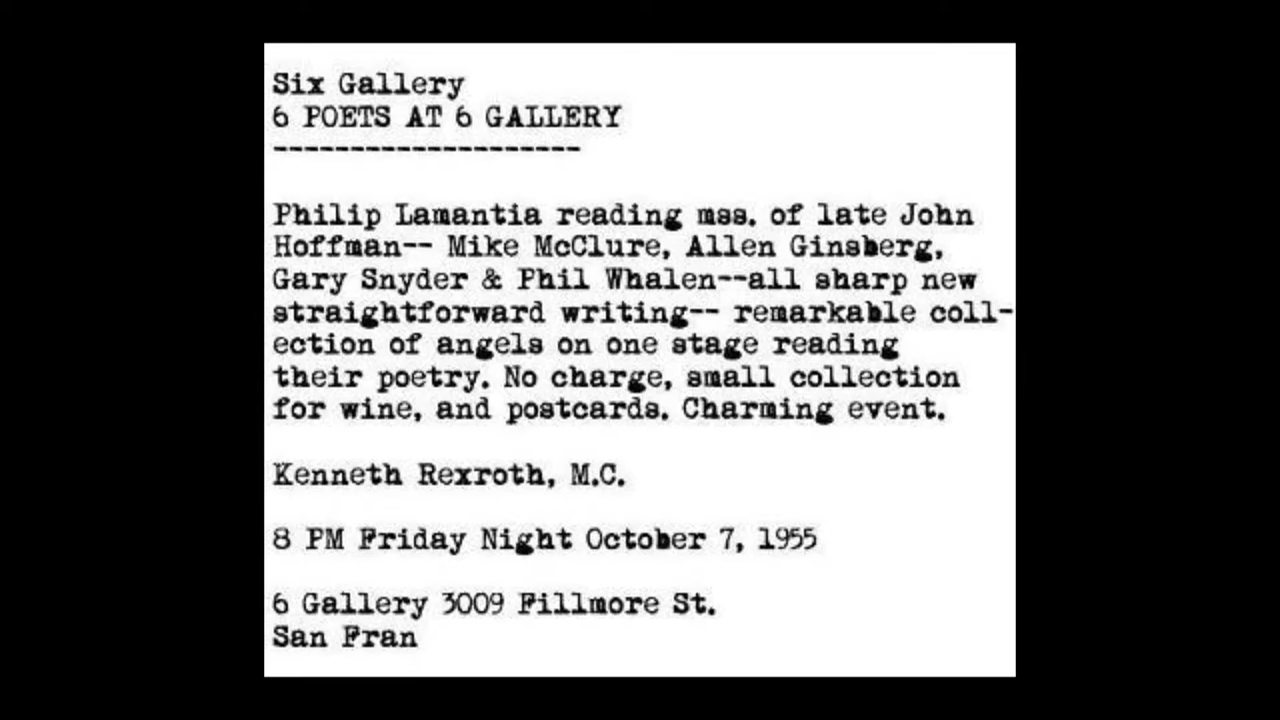 Six Gallery
6 POETS AT 6 GALLERY
--------------------
Philip Lamantia reading mss. of late John
Hoffman-- Mike McClure, Allen Ginsberg,
Gary Snyder & Phil Whalen--all sharp new
straightforward writing-- remarkable coll-
ection of angels on one stage reading
their poetry. No charge, small collection
for wine, and postcards. Charming event.
Kenneth Rexroth, M.C.
8 PM Friday Night October 7, 1955
6 Gallery 3009 Fillmore St.
San Fran